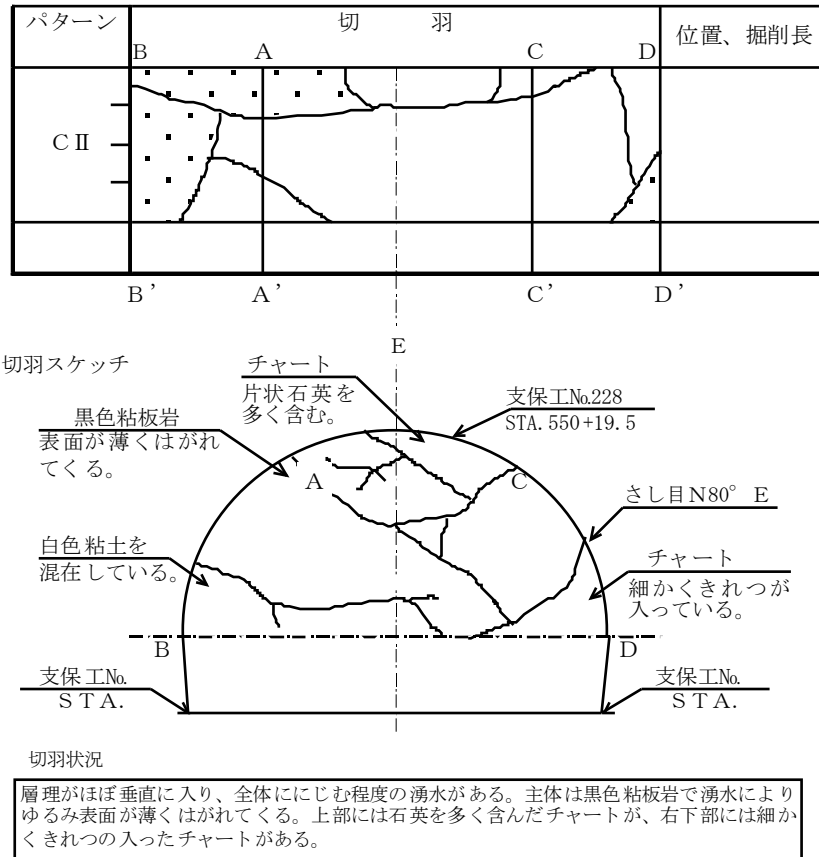 パターン
切 羽
位置、掘削長
B
A
C
D
CⅡ
B'
A'
C'
D'
E
切羽スケッチ
チャート
片状石英を
多く含む。
支保工No.228
STA.550+19.5
黒色粘板岩
表面が薄くはがれ
てくる。
A
C
さし目N80° E
白色粘土を
混在している。
チャート
細かくきれつが
入っている。
B
D
支保工No.
STA.
支保工No.
STA.
切羽状況
層理がほぼ垂直に入り、全体ににじむ程度の湧水がある。主体は黒色粘板岩で湧水により
ゆるみ表面が薄くはがれてくる。上部には石英を多く含んだチャートが、右下部には細か
くきれつの入ったチャートがある。